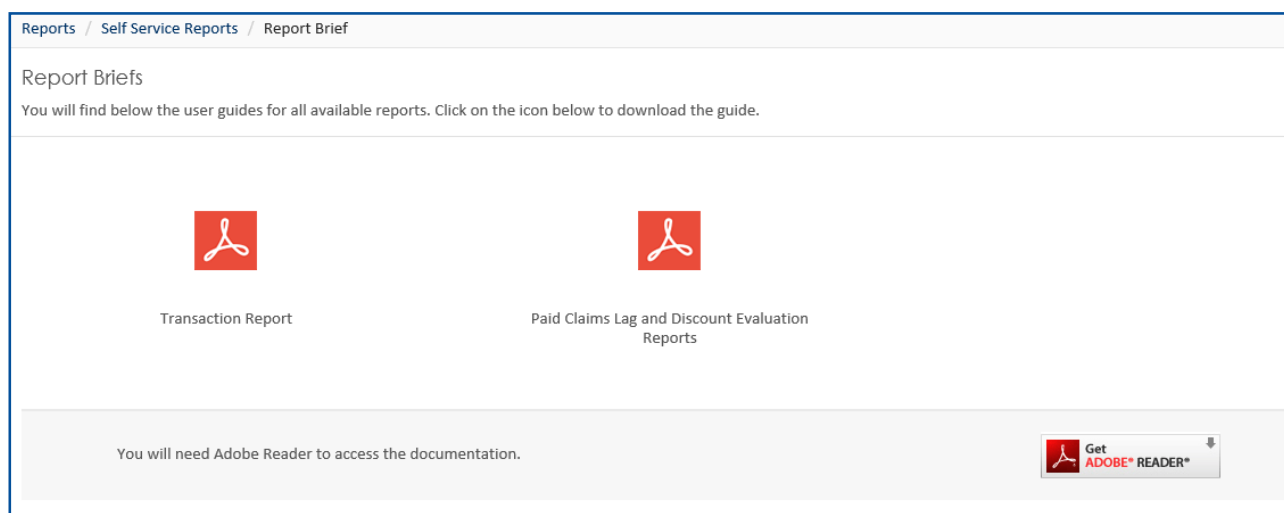 Reports / Self Service Reports / Report Brief
Report Briefs
You will find below the user guides for all available reports. Click on the icon below to download the guide.
Transaction Report
Paid Claims Lag and Discount Evaluation
Reports
You will need Adobe Reader to access the documentation.
Get
ADOBE® READER®